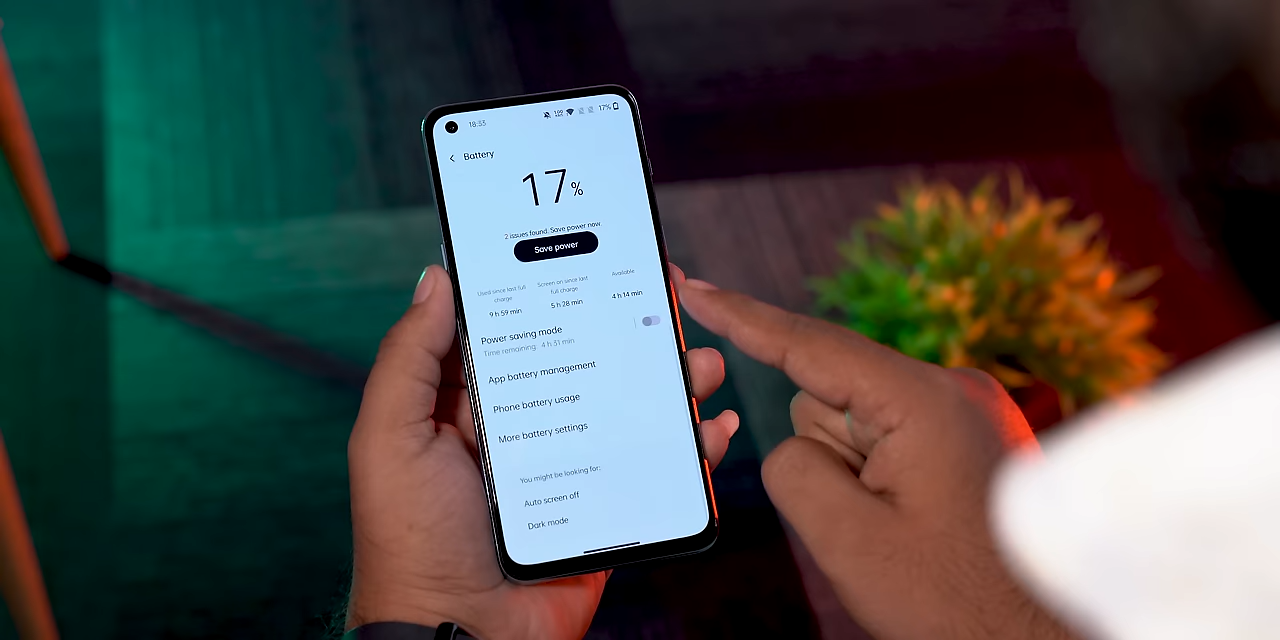 18:33
17%
Battery
17%
2 issues found. Save power now.
Save power
Used since last full
charge
9 h 59 min
Screen on since last
full charge
5 h 28 min
Available
4 h 14 min
Power saving mode
Time remaining: 4 h 31 min
App battery management
Phone battery usage
More battery settings
You might be looking for:
Auto screen off
Dark mode